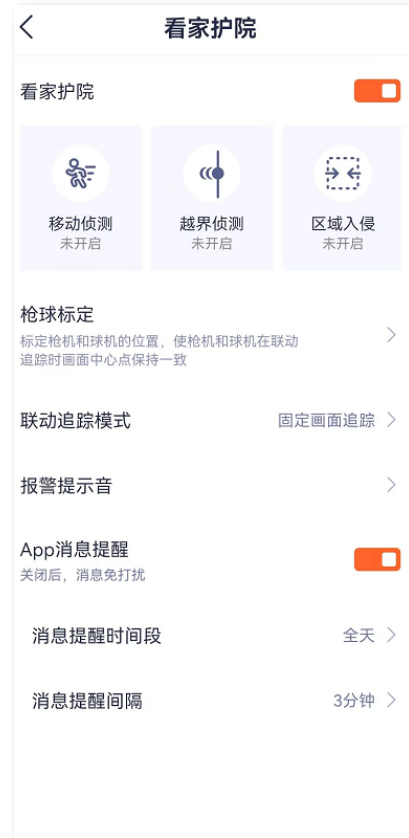 看家护院
看家护院
移动侦测
未开启
越界侦测
未开启
区域入侵
未开启
枪球标定
标定枪机和球机的位置，使枪机和球机在联动
追踪时画面中心点保持一致
联动追踪模式 固定画面追踪
报警提示音
App消息提醒
关闭后，消息免打扰
消息提醒时间段 全天
消息提醒间隔 3分钟